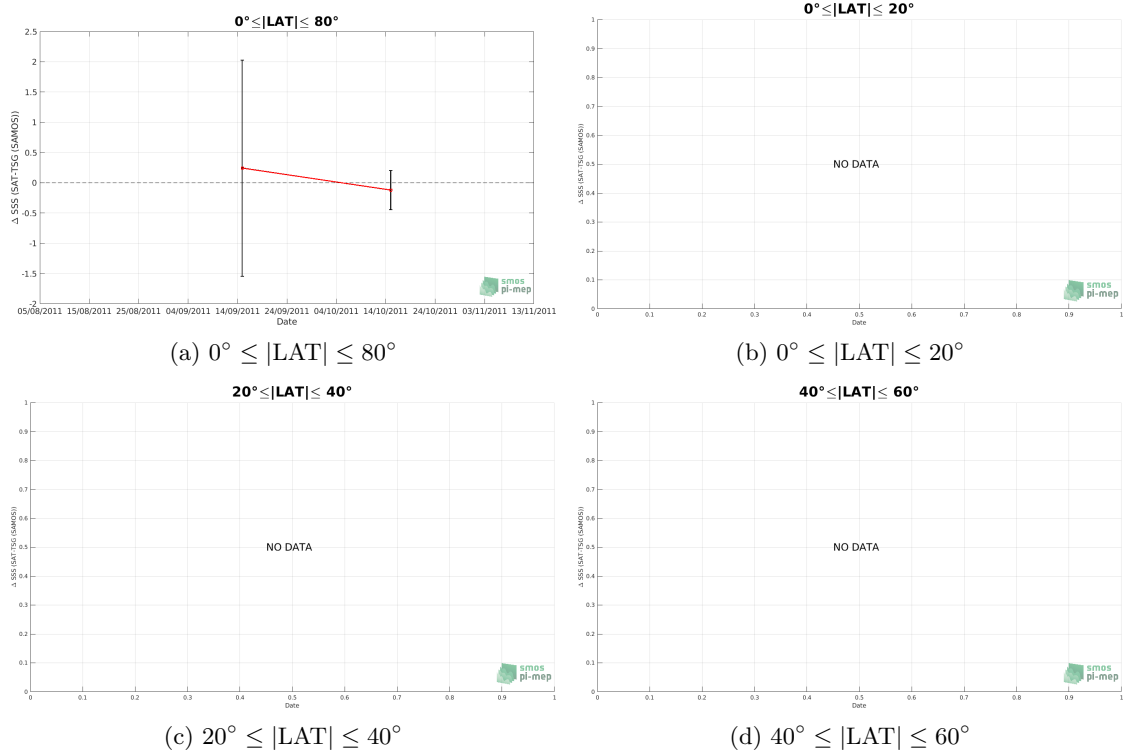 0°≤|LAT|≤ 80°
2.5
2
1.5
1
0.5
0
-0.5
-1
-1.5
-2
Δ SSS (SAT-TSG (SAMOS))
05/08/2011 15/08/2011 25/08/2011 04/09/2011 14/09/2011 24/09/2011 04/10/2011 14/10/2011 24/10/2011 03/11/2011 13/11/2011
Date
smos
pi-mep
(a) 0° ≤ |LAT| ≤ 80°
0°≤|LAT|≤ 20°
1
0.9
0.8
0.7
0.6
0.5
0.4
0.3
0.2
0.1
0
Δ SSS (SAT-TSG (SAMOS))
NO DATA
0 0.1 0.2 0.3 0.4 0.5 0.6 0.7 0.8 0.9 1
Date
smos
pi-mep
(b) 0° ≤ |LAT| ≤ 20°
20°≤|LAT|≤ 40°
1
0.9
0.8
0.7
0.6
0.5
0.4
0.3
0.2
0.1
0
Δ SSS (SAT-TSG (SAMOS))
NO DATA
0 0.1 0.2 0.3 0.4 0.5 0.6 0.7 0.8 0.9 1
Date
smos
pi-mep
(c) 20° ≤ |LAT| ≤ 40°
40°≤|LAT|≤ 60°
1
0.9
0.8
0.7
0.6
0.5
0.4
0.3
0.2
0.1
0
Δ SSS (SAT-TSG (SAMOS))
NO DATA
0 0.1 0.2 0.3 0.4 0.5 0.6 0.7 0.8 0.9 1
Date
smos
pi-mep
(d) 40° ≤ |LAT| ≤ 60°